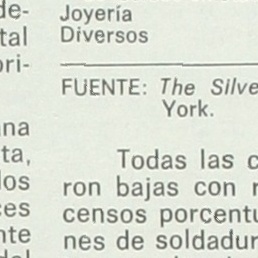 de-
tal
ori-
ana
ta,
los
ces
nte
Joyería
Diversos
FUENTE: The Silve
York.
Todas las c
ron bajas con
censos porcentu
nes de soldadur